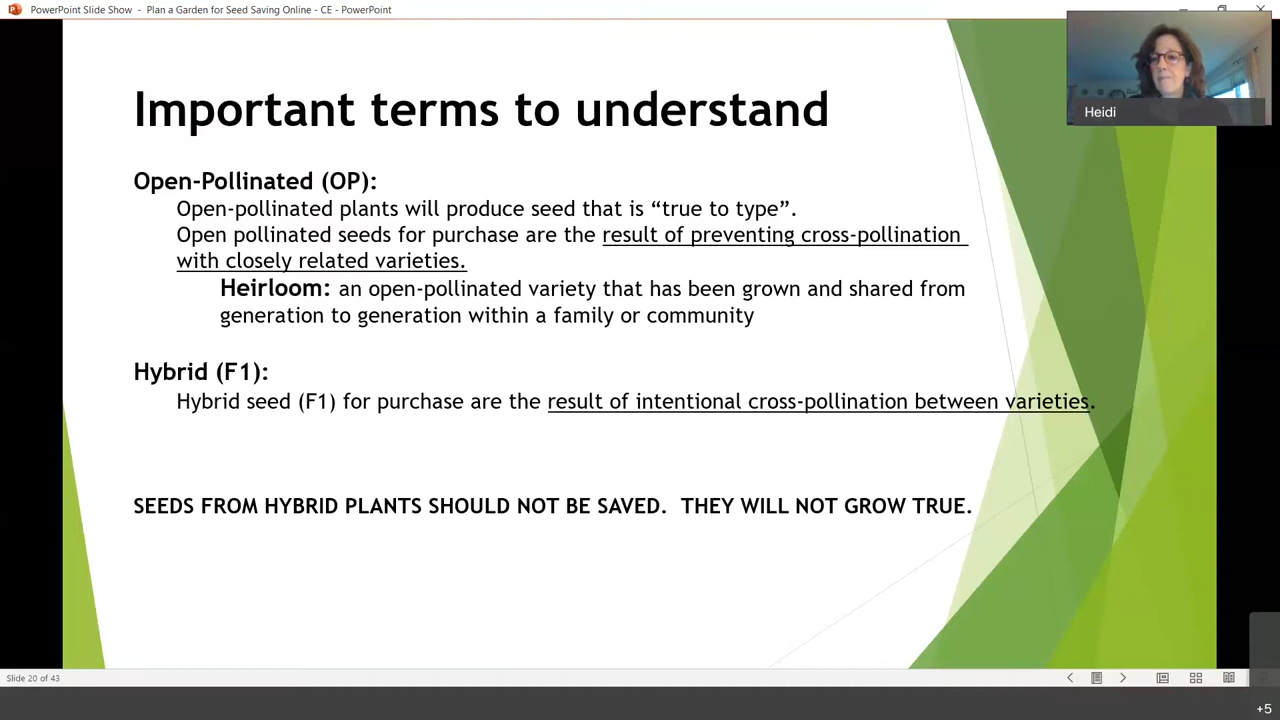 PowerPoint Slide Show - Plan a Garden for Seed Saving Online - CE - PowerPoint
Heidi
Important terms to understand
Open-Pollinated (OP):
Open-pollinated plants will produce seed that is “true to type”.
Open pollinated seeds for purchase are the result of preventing cross-pollination
with closely related varieties.
Heirloom: an open-pollinated variety that has been grown and shared from
generation to generation within a family or community
Hybrid (F1):
Hybrid seed (F1) for purchase are the result of intentional cross-pollination between varieties.
SEEDS FROM HYBRID PLANTS SHOULD NOT BE SAVED. THEY WILL NOT GROW TRUE.
Slide 20 of 43
+5